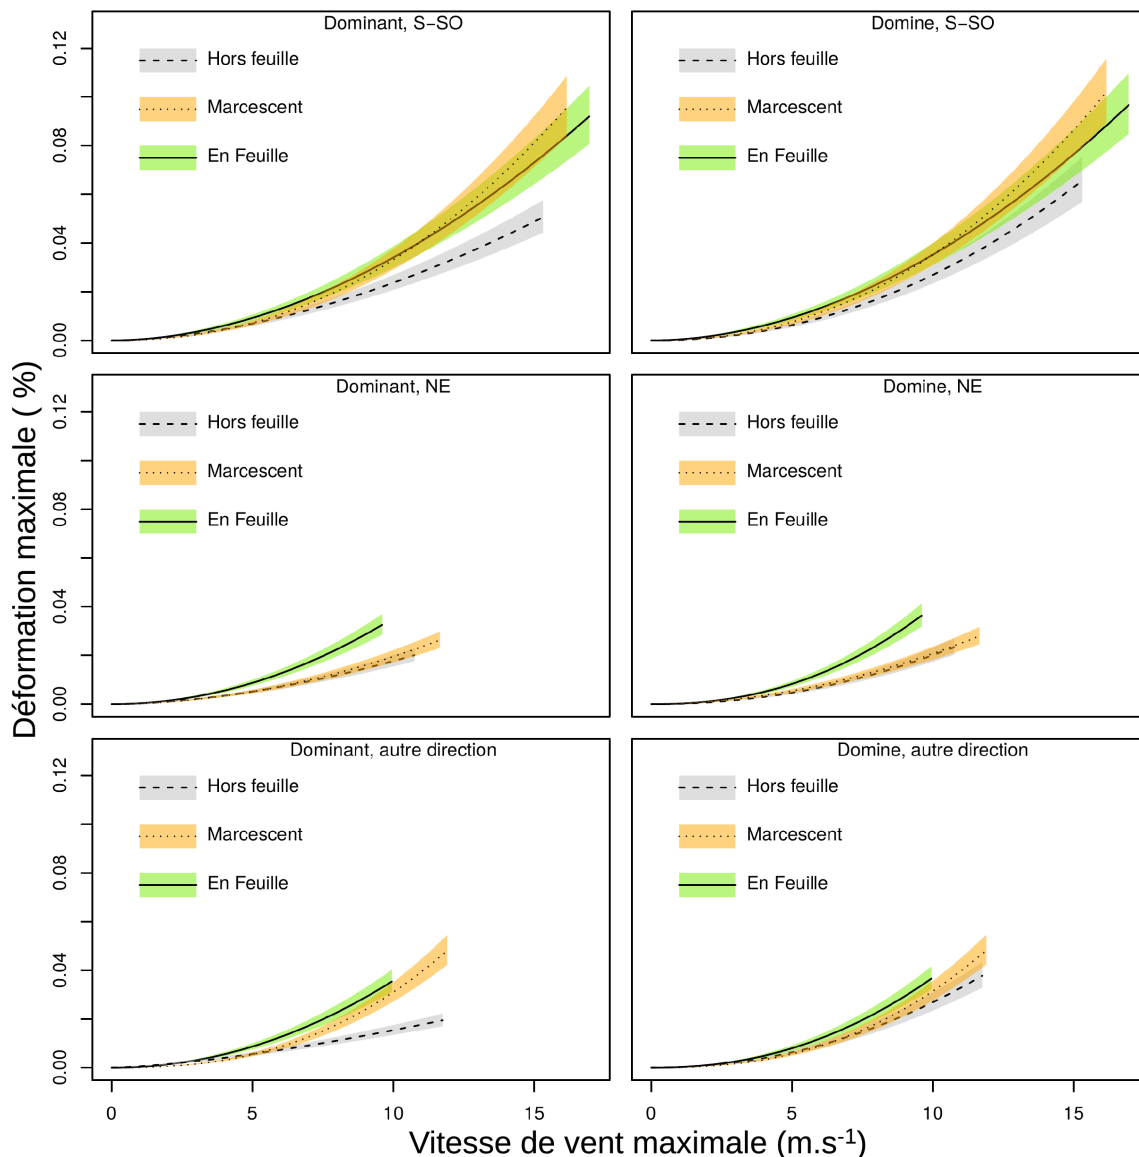 Dominant, S-SO
Hors feuille
Marcescent
En Feuille
0.00
0.04
0.08
0.12
Domine, S-SO
Hors feuille
Marcescent
En Feuille
Déformation maximale ( %)
Dominant, NE
Hors feuille
Marcescent
En Feuille
0.00
0.04
0.08
0.12
Domine, NE
Hors feuille
Marcescent
En Feuille
Dominant, autre direction
Hors feuille
Marcescent
En Feuille
0.00
0.04
0.08
0.12
0 5 10 15
Domine, autre direction
Hors feuille
Marcescent
En Feuille
0 5 10 15
Vitesse de vent maximale (m.s⁻¹)